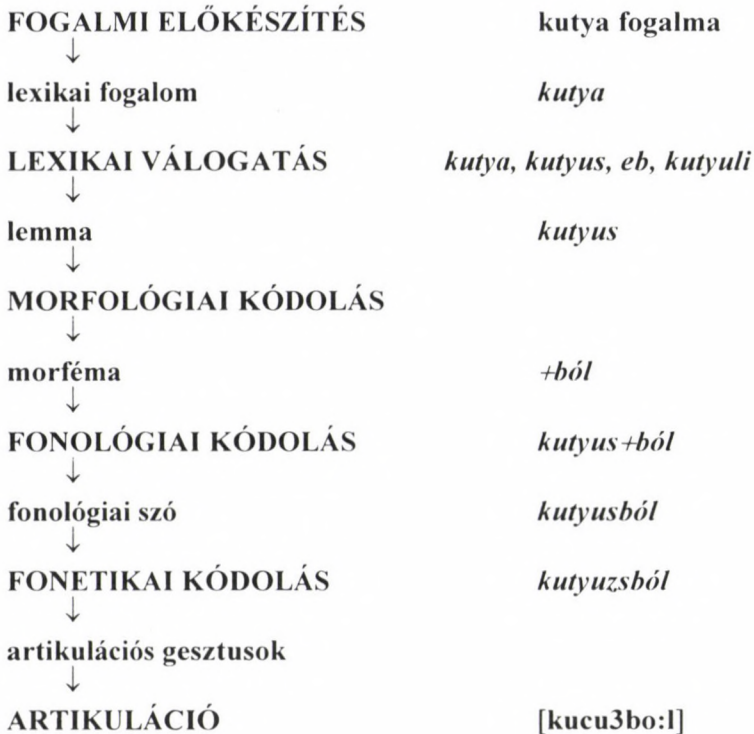 FOGALMI ELŐKÉSZÍTÉS kutya fogalma
↓
lexikai fogalom kutya
↓
LEXIKAI VÁLOGATÁS kutya, kutyus, eb, kutyuli
↓
lemma kutyus
↓
MORFOLÓGIAI KÓDOLÁS
↓
morféma +ból
↓
FONOLÓGIAI KÓDOLÁS kutyus+ból
↓
fonológiai szó kutyusból
↓
FONETIKAI KÓDOLÁS kutyuzsból
↓
artikulációs gesztusok
↓
ARTIKULÁCIÓ [kucu3bo:l]